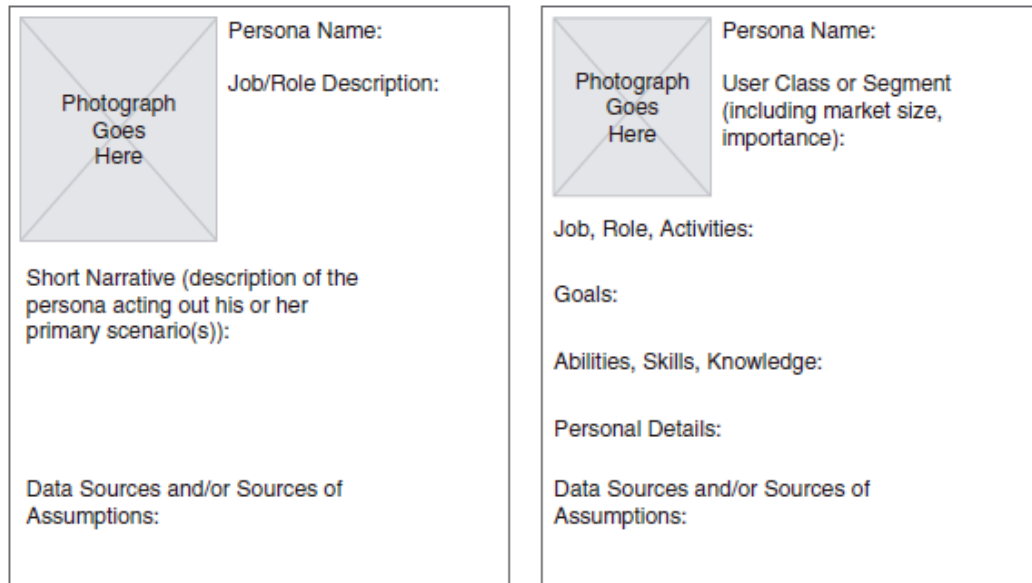 Photograph
Goes
Here
Persona Name:
Job/Role Description:
Short Narrative (description of the
persona acting out his or her
primary scenario(s)):
Data Sources and/or Sources of
Assumptions:
Photograph
Goes
Here
Persona Name:
User Class or Segment
(including market size,
importance):
Job, Role, Activities:
Goals:
Abilities, Skills, Knowledge:
Personal Details:
Data Sources and/or Sources of
Assumptions: